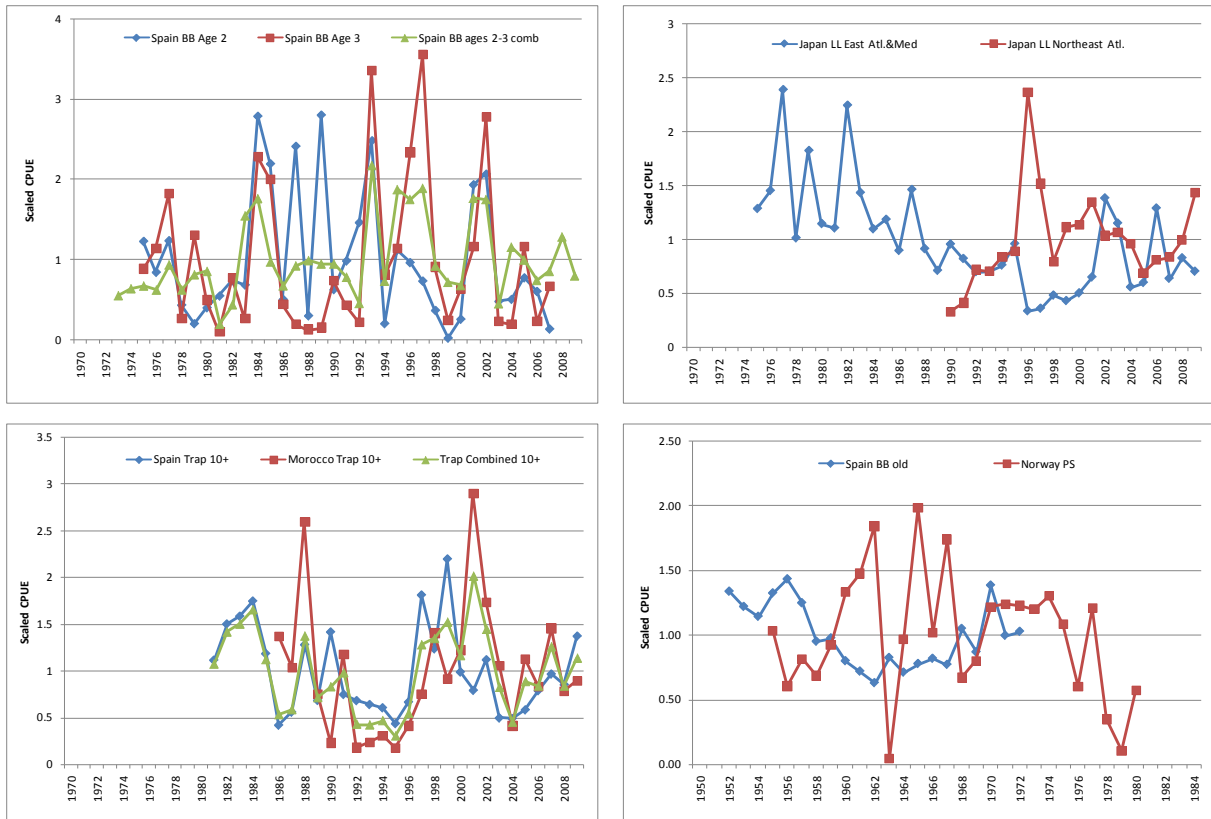 Spain BB Age 2 Spain BB Age 3 Spain BB ages 2-3 comb
Scaled CPUE
4
3
2
1
0
1970 1972 1974 1976 1978 1980 1982 1984 1986 1988 1990 1992 1994 1996 1998 2000 2002 2004 2006 2008
Japan LL East Atl.&Med Japan LL Northeast Atl.
Scaled CPUE
3
2.5
2
1.5
1
0.5
0
1970 1972 1974 1976 1978 1980 1982 1984 1986 1988 1990 1992 1994 1996 1998 2000 2002 2004 2006 2008
Spain Trap 10+ Morocco Trap 10+ Trap Combined 10+
Scaled CPUE
3.5
3
2.5
2
1.5
1
0.5
0
1970 1972 1974 1976 1978 1980 1982 1984 1986 1988 1990 1992 1994 1996 1998 2000 2002 2004 2006 2008
Spain BB old Norway PS
Scaled CPUE
2.50
2.00
1.50
1.00
0.50
0.00
1950 1952 1954 1956 1958 1960 1962 1964 1966 1968 1970 1972 1974 1976 1978 1980 1982 1984